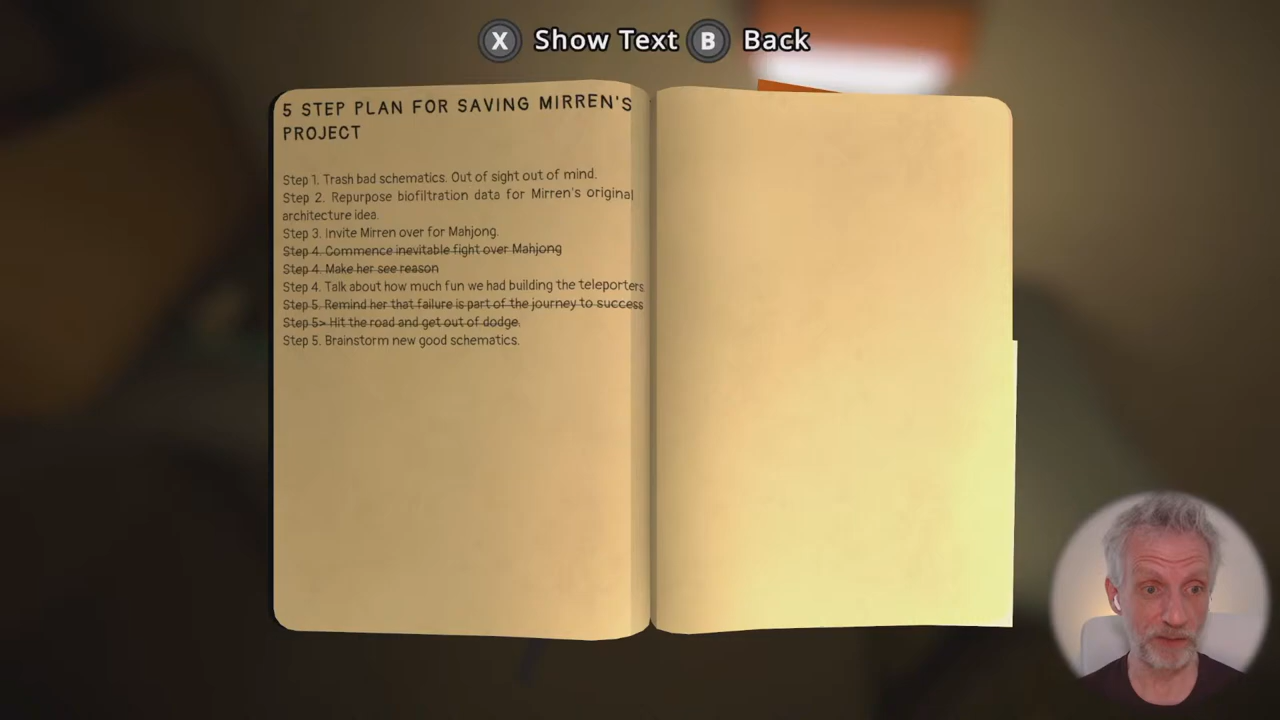 X Show Text B Back
5 STEP PLAN FOR SAVING MIRREN'S
PROJECT
Step 1. Trash bad schematics. Out of sight out of mind.
Step 2. Repurpose biofiltration data for Mirren's original
architecture idea.
Step 3. Invite Mirren over for Mahjong.
Step 4. Commence inevitable fight over Mahjong
Step 4. Make her see reason
Step 4. Talk about how much fun we had building the teleporters
Step 5. Remind her that failure is part of the journey to success
Step 5> Hit the road and get out of dodge.
Step 5. Brainstorm new good schematics.